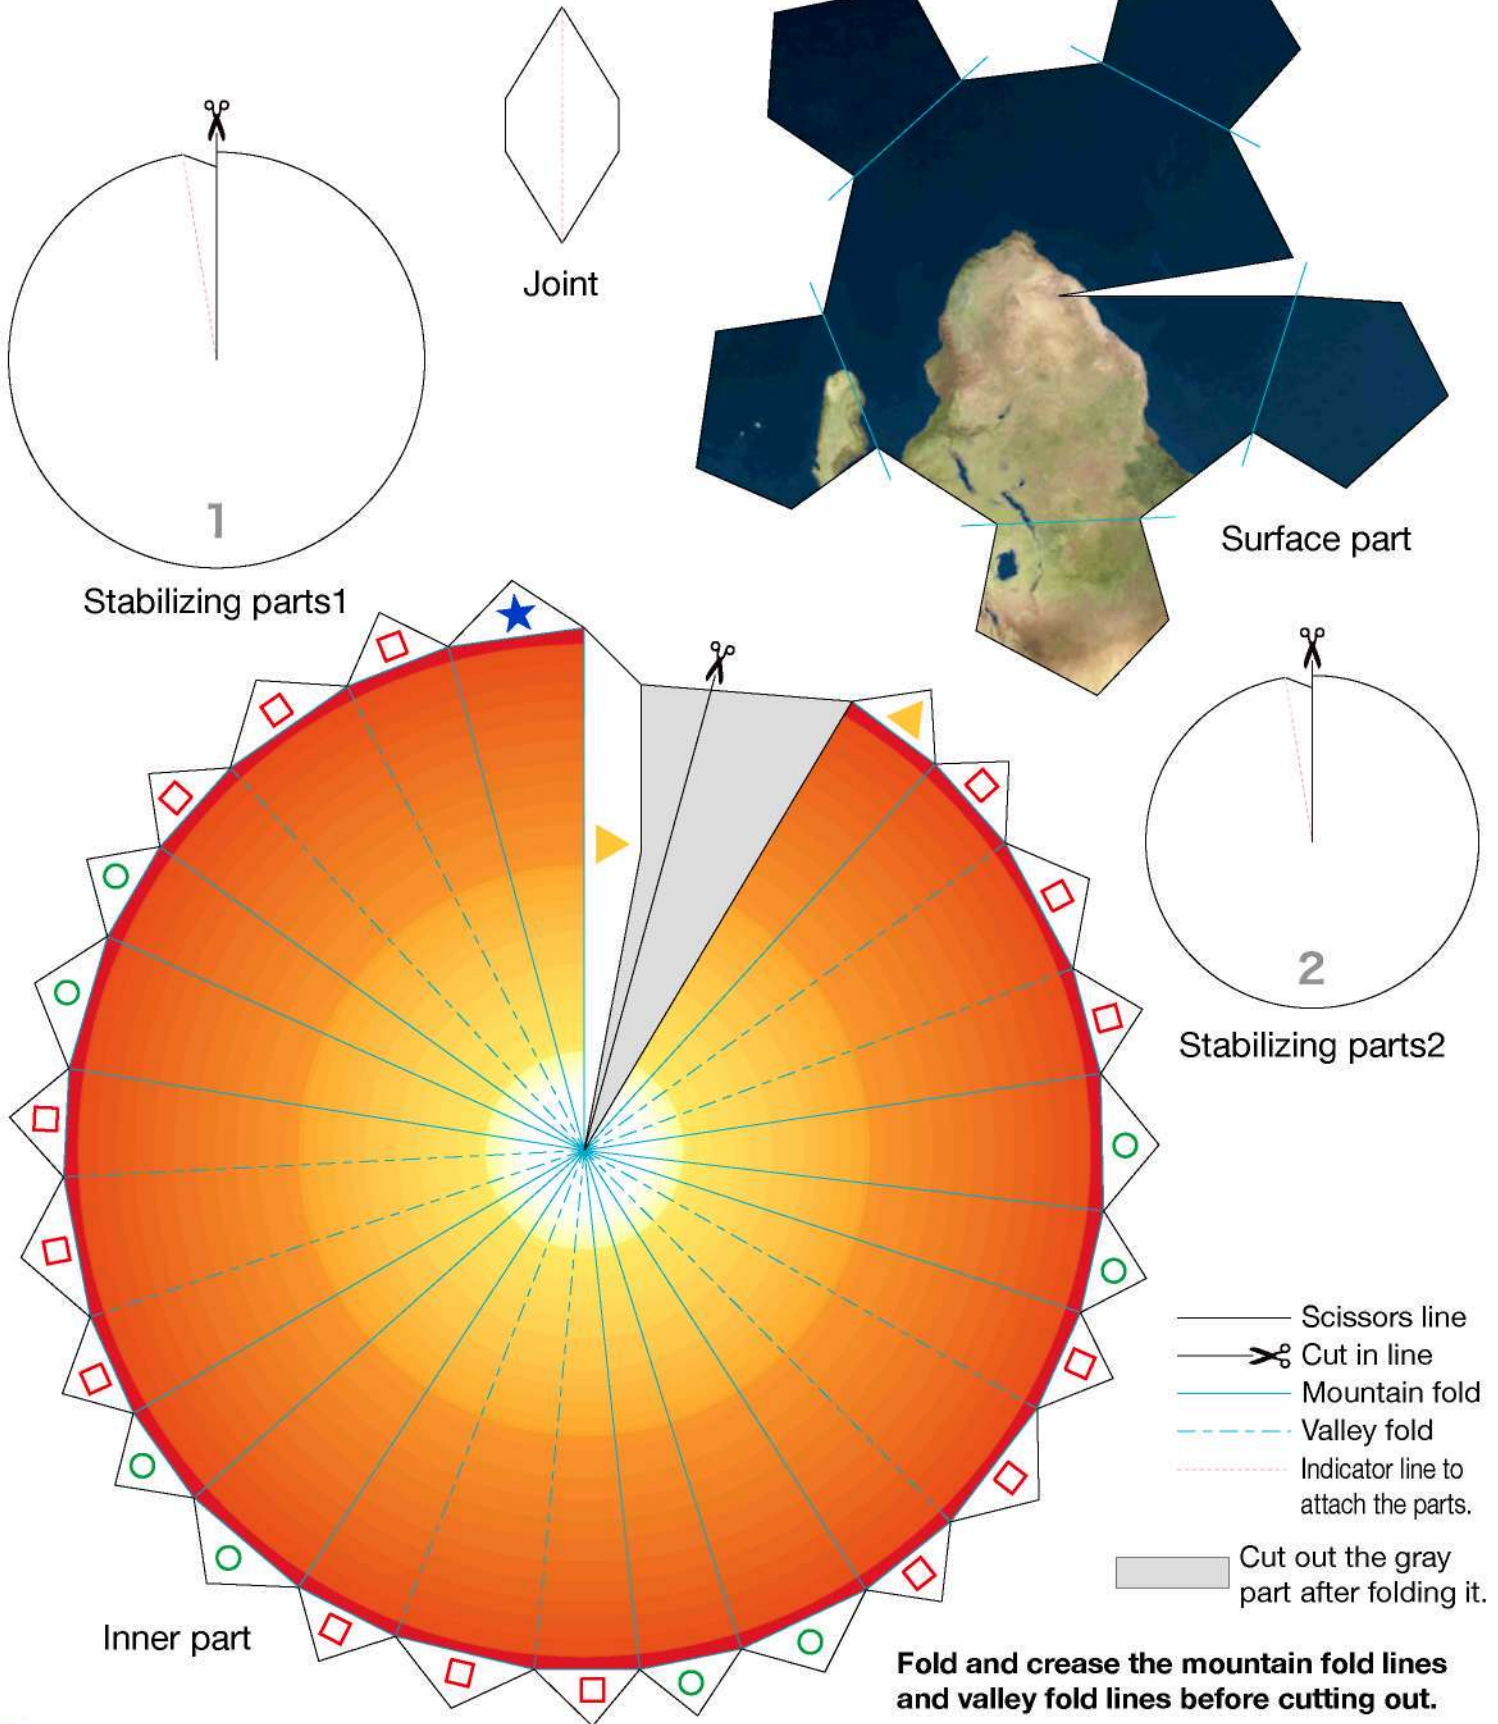 Joint
1
Stabilizing parts1
Surface part
2
Stabilizing parts2
Inner part
Scissors line
Cut in line
Mountain fold
Valley fold
Indicator line to
attach the parts.
Cut out the gray
part after folding it.
Fold and crease the mountain fold lines
and valley fold lines before cutting out.